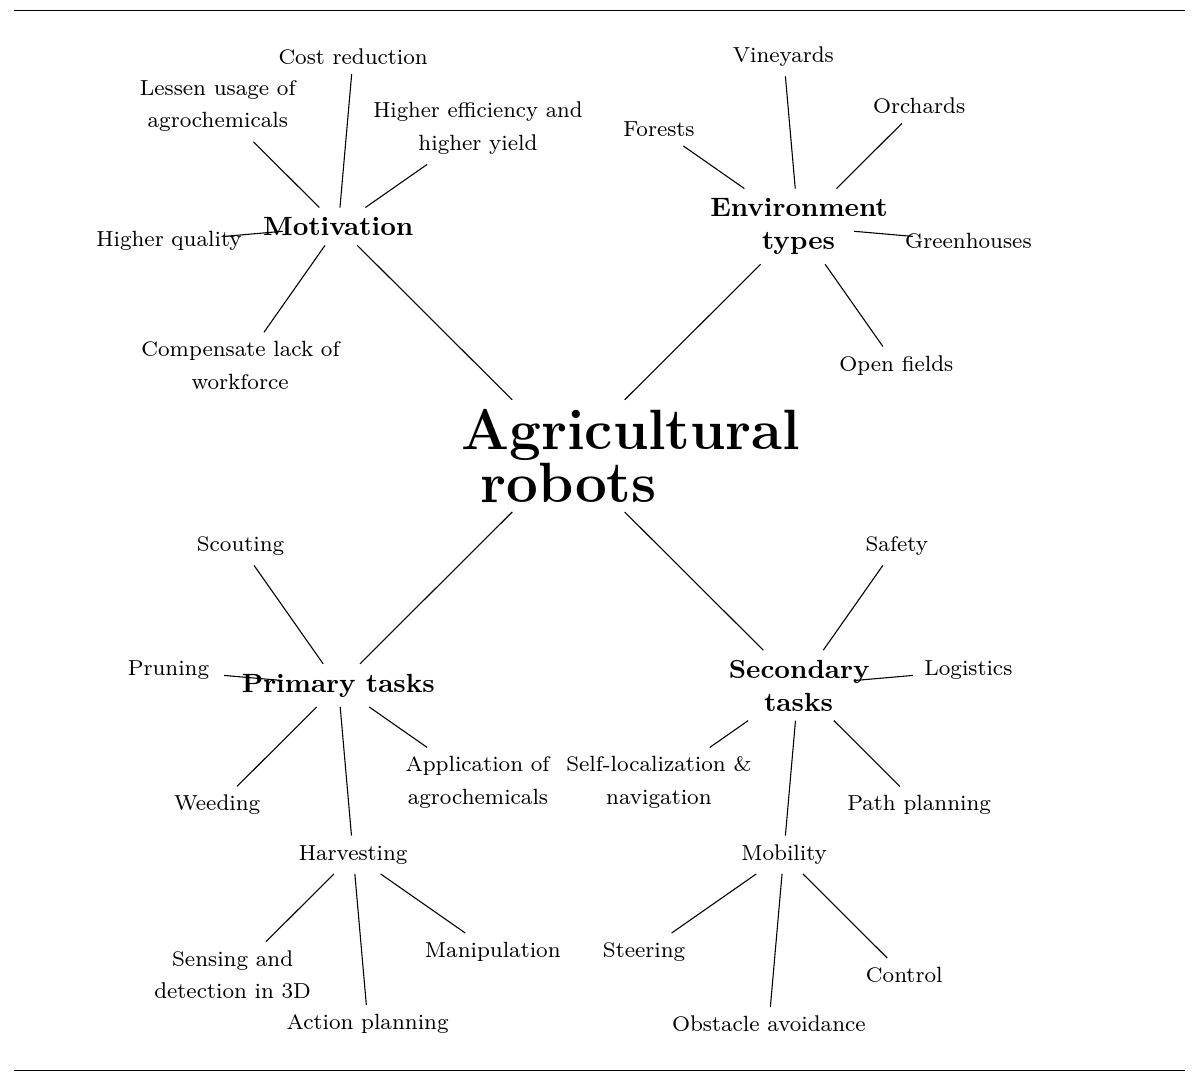 Cost reduction
Lessen usage of
agrochemicals
Higher efficiency and
higher yield
Motivation
Higher quality
Compensate lack of
workforce
Vineyards
Orchards
Forests
Environment
types
Greenhouses
Open fields
Agricultural
robots
Scouting
Pruning
Primary tasks
Weeding
Application of
agrochemicals
Harvesting
Sensing and
detection in 3D
Manipulation
Action planning
Safety
Secondary
tasks
Logistics
Self-localization &
navigation
Path planning
Mobility
Steering
Control
Obstacle avoidance